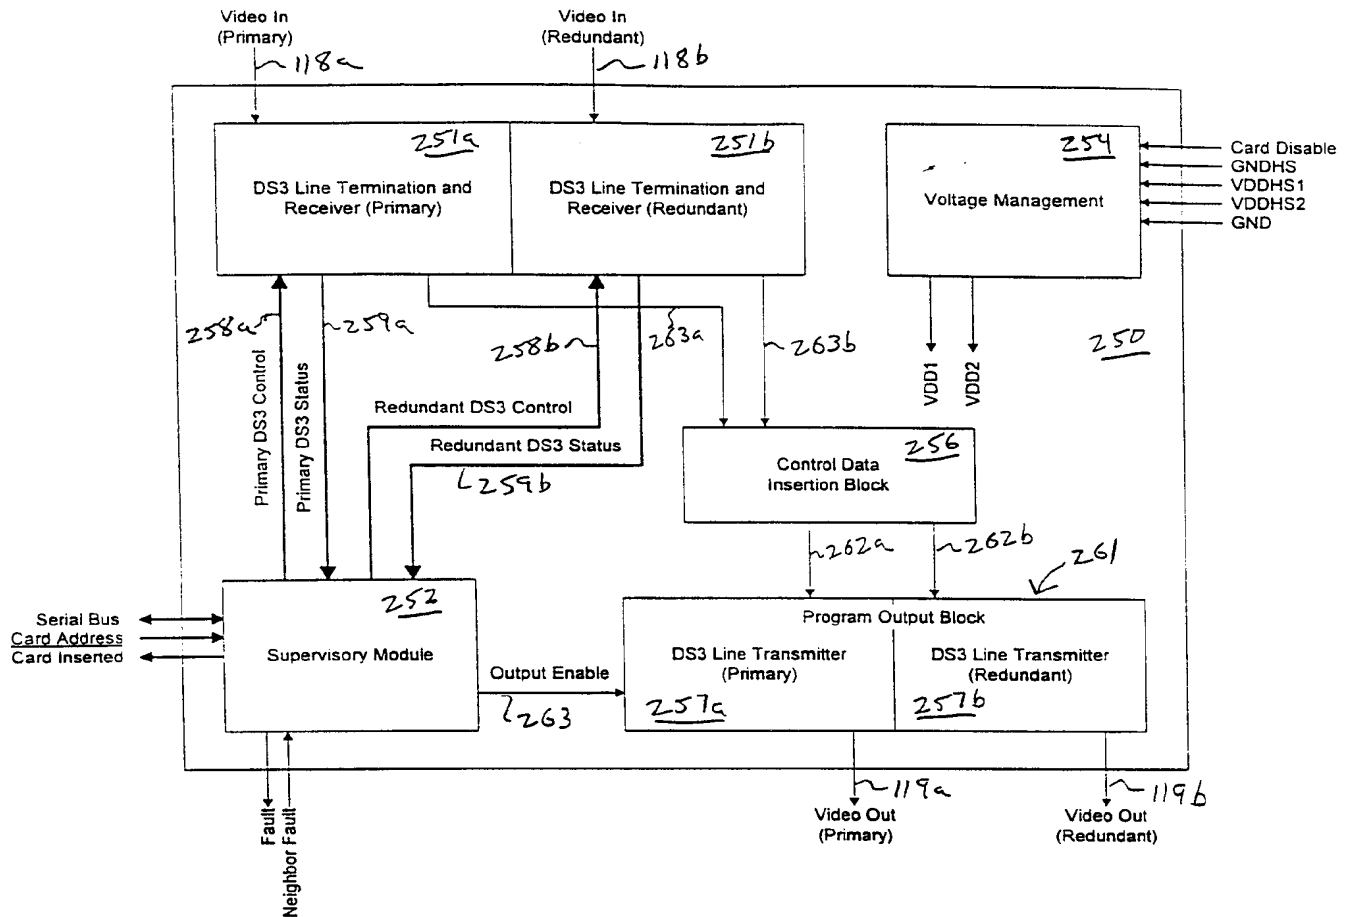 Video In
(Primary)
118a
Video In
(Redundant)
118b
251a
DS3 Line Termination and
Receiver (Primary)
251b
DS3 Line Termination and
Receiver (Redundant)
254
Voltage Management
Card Disable
GNDHS
VDDHS1
VDDHS2
GND
258a
259a
258b
263a
263b
250
VDD1
VDD2
Primary DS3 Control
Primary DS3 Status
Redundant DS3 Control
Redundant DS3 Status
259b
256
Control Data
Insertion Block
262a
262b
261
252
Supervisory Module
Serial Bus
Card Address
Card Inserted
Output Enable
263
Program Output Block
DS3 Line Transmitter
(Primary)
257a
DS3 Line Transmitter
(Redundant)
257b
Fault
Neighbor Fault
119a
Video Out
(Primary)
119b
Video Out
(Redundant)